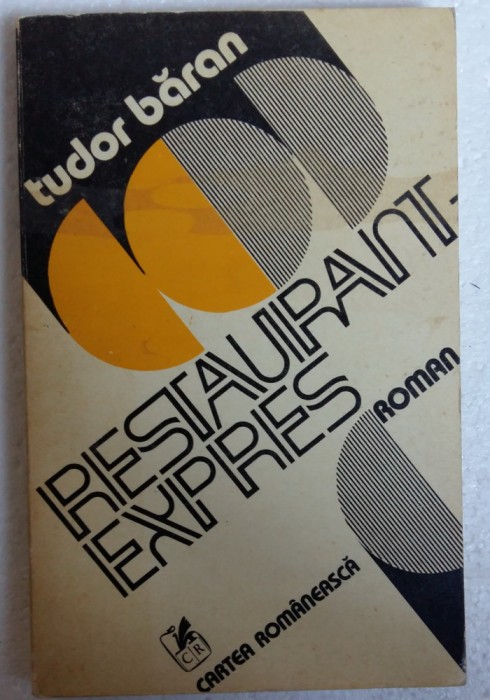 tudor băran
RESTAURANT-
EXPRES
ROMAN
CR
CARTEA ROMÂNEASCĂ